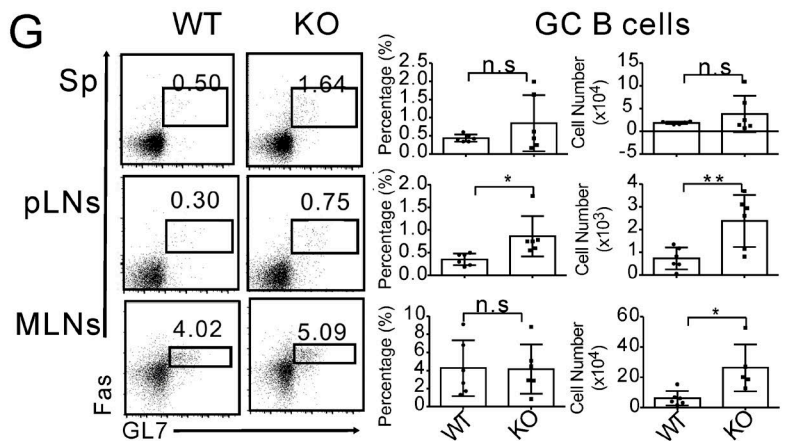 G
WT
KO
GC B cells
Sp
0.50
1.64
Percentage (%)
2.5
2.0
1.5
1.0
0.5
0.0
n.s
Cell Number
(x10⁴)
15
10
5
0
-5
n.s
pLNs
0.30
0.75
Percentage (%)
2.0
1.5
1.0
0.5
0.0
*
Cell Number
(x10³)
4
3
2
1
0
**
MLNs
4.02
5.09
Percentage (%)
10
8
6
4
2
0
n.s
WT
KO
Cell Number
(x10⁴)
60
40
20
0
*
WT
KO
Fas
GL7